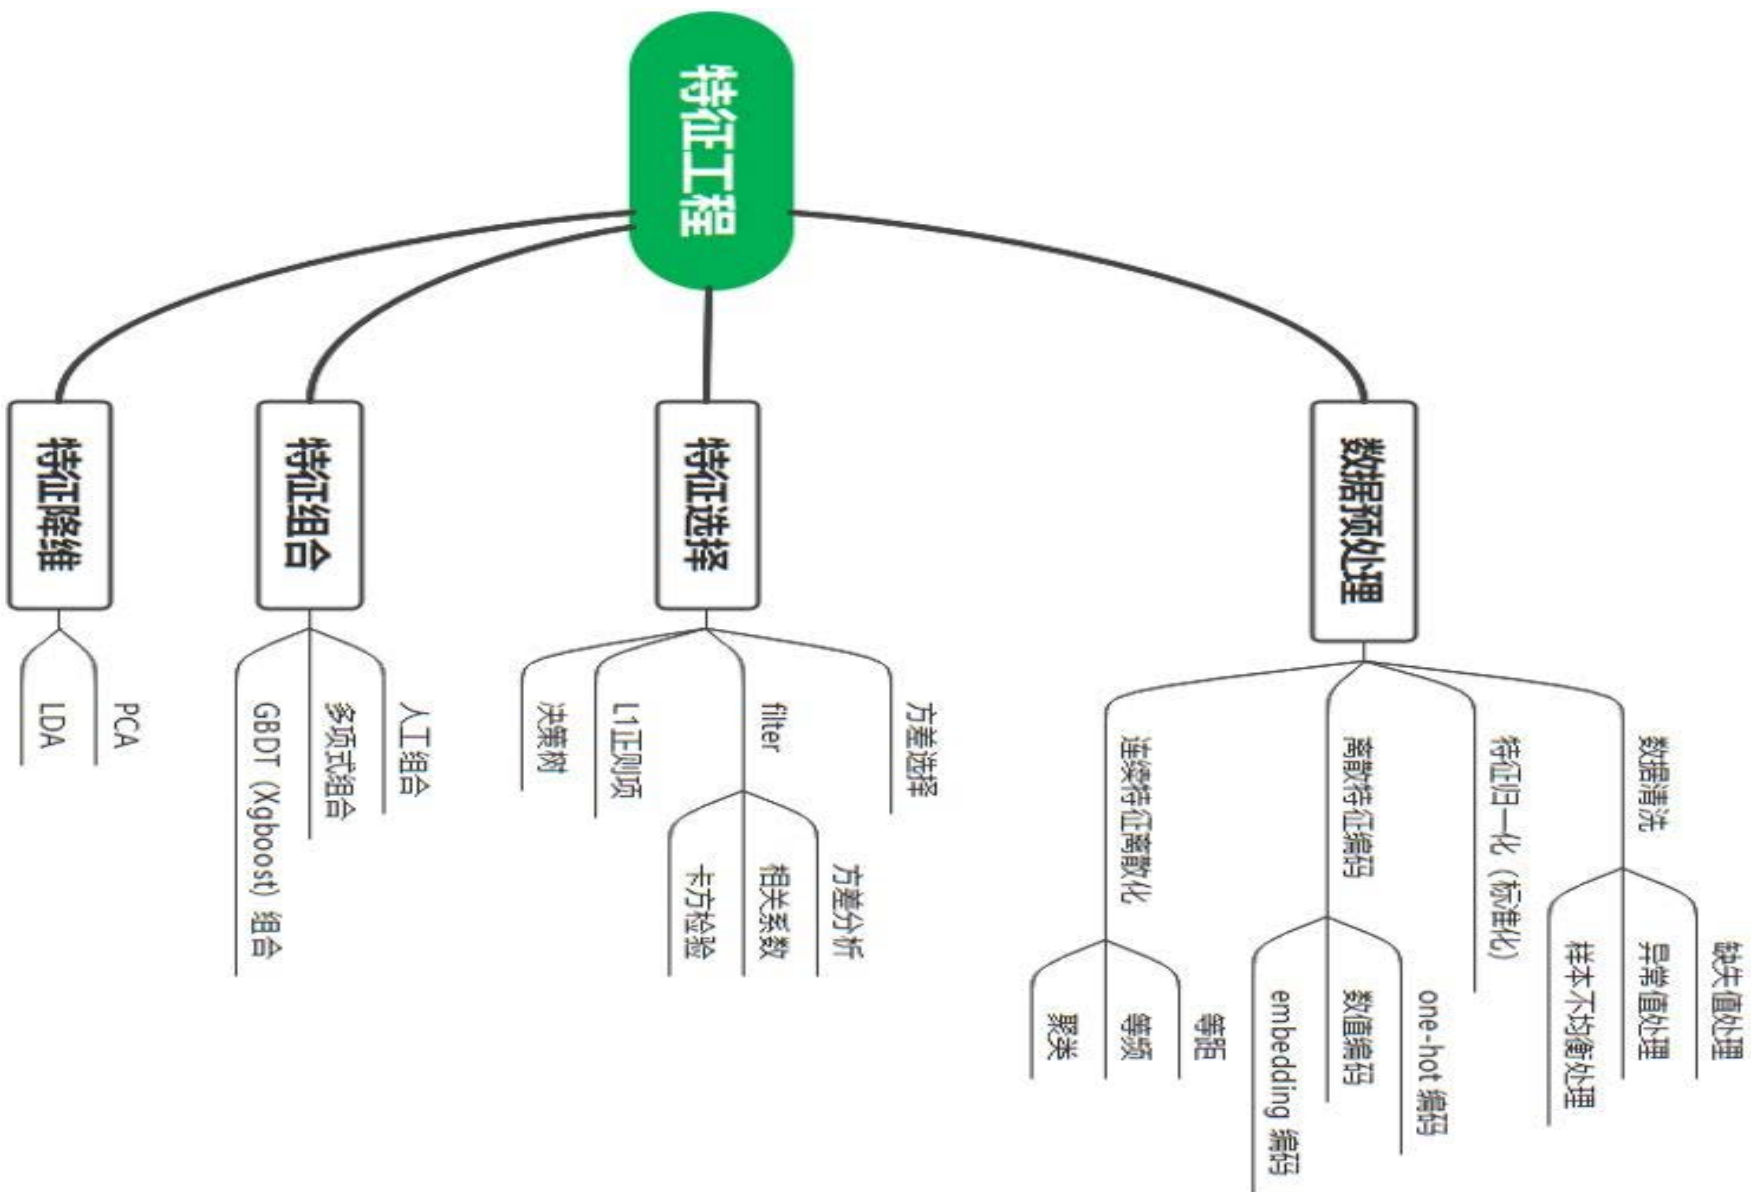 特征工程
数据预处理
数据清洗
缺失值处理
异常值处理
样本不均衡处理
特征归一化（标准化）
离散特征编码
one-hot 编码
数值编码
embedding 编码
连续特征离散化
等距
等频
聚类
特征选择
方差选择
filter
方差分析
相关系数
卡方检验
L1正则项
决策树
特征组合
人工组合
多项式组合
GBDT（Xgboost）组合
特征降维
PCA
LDA